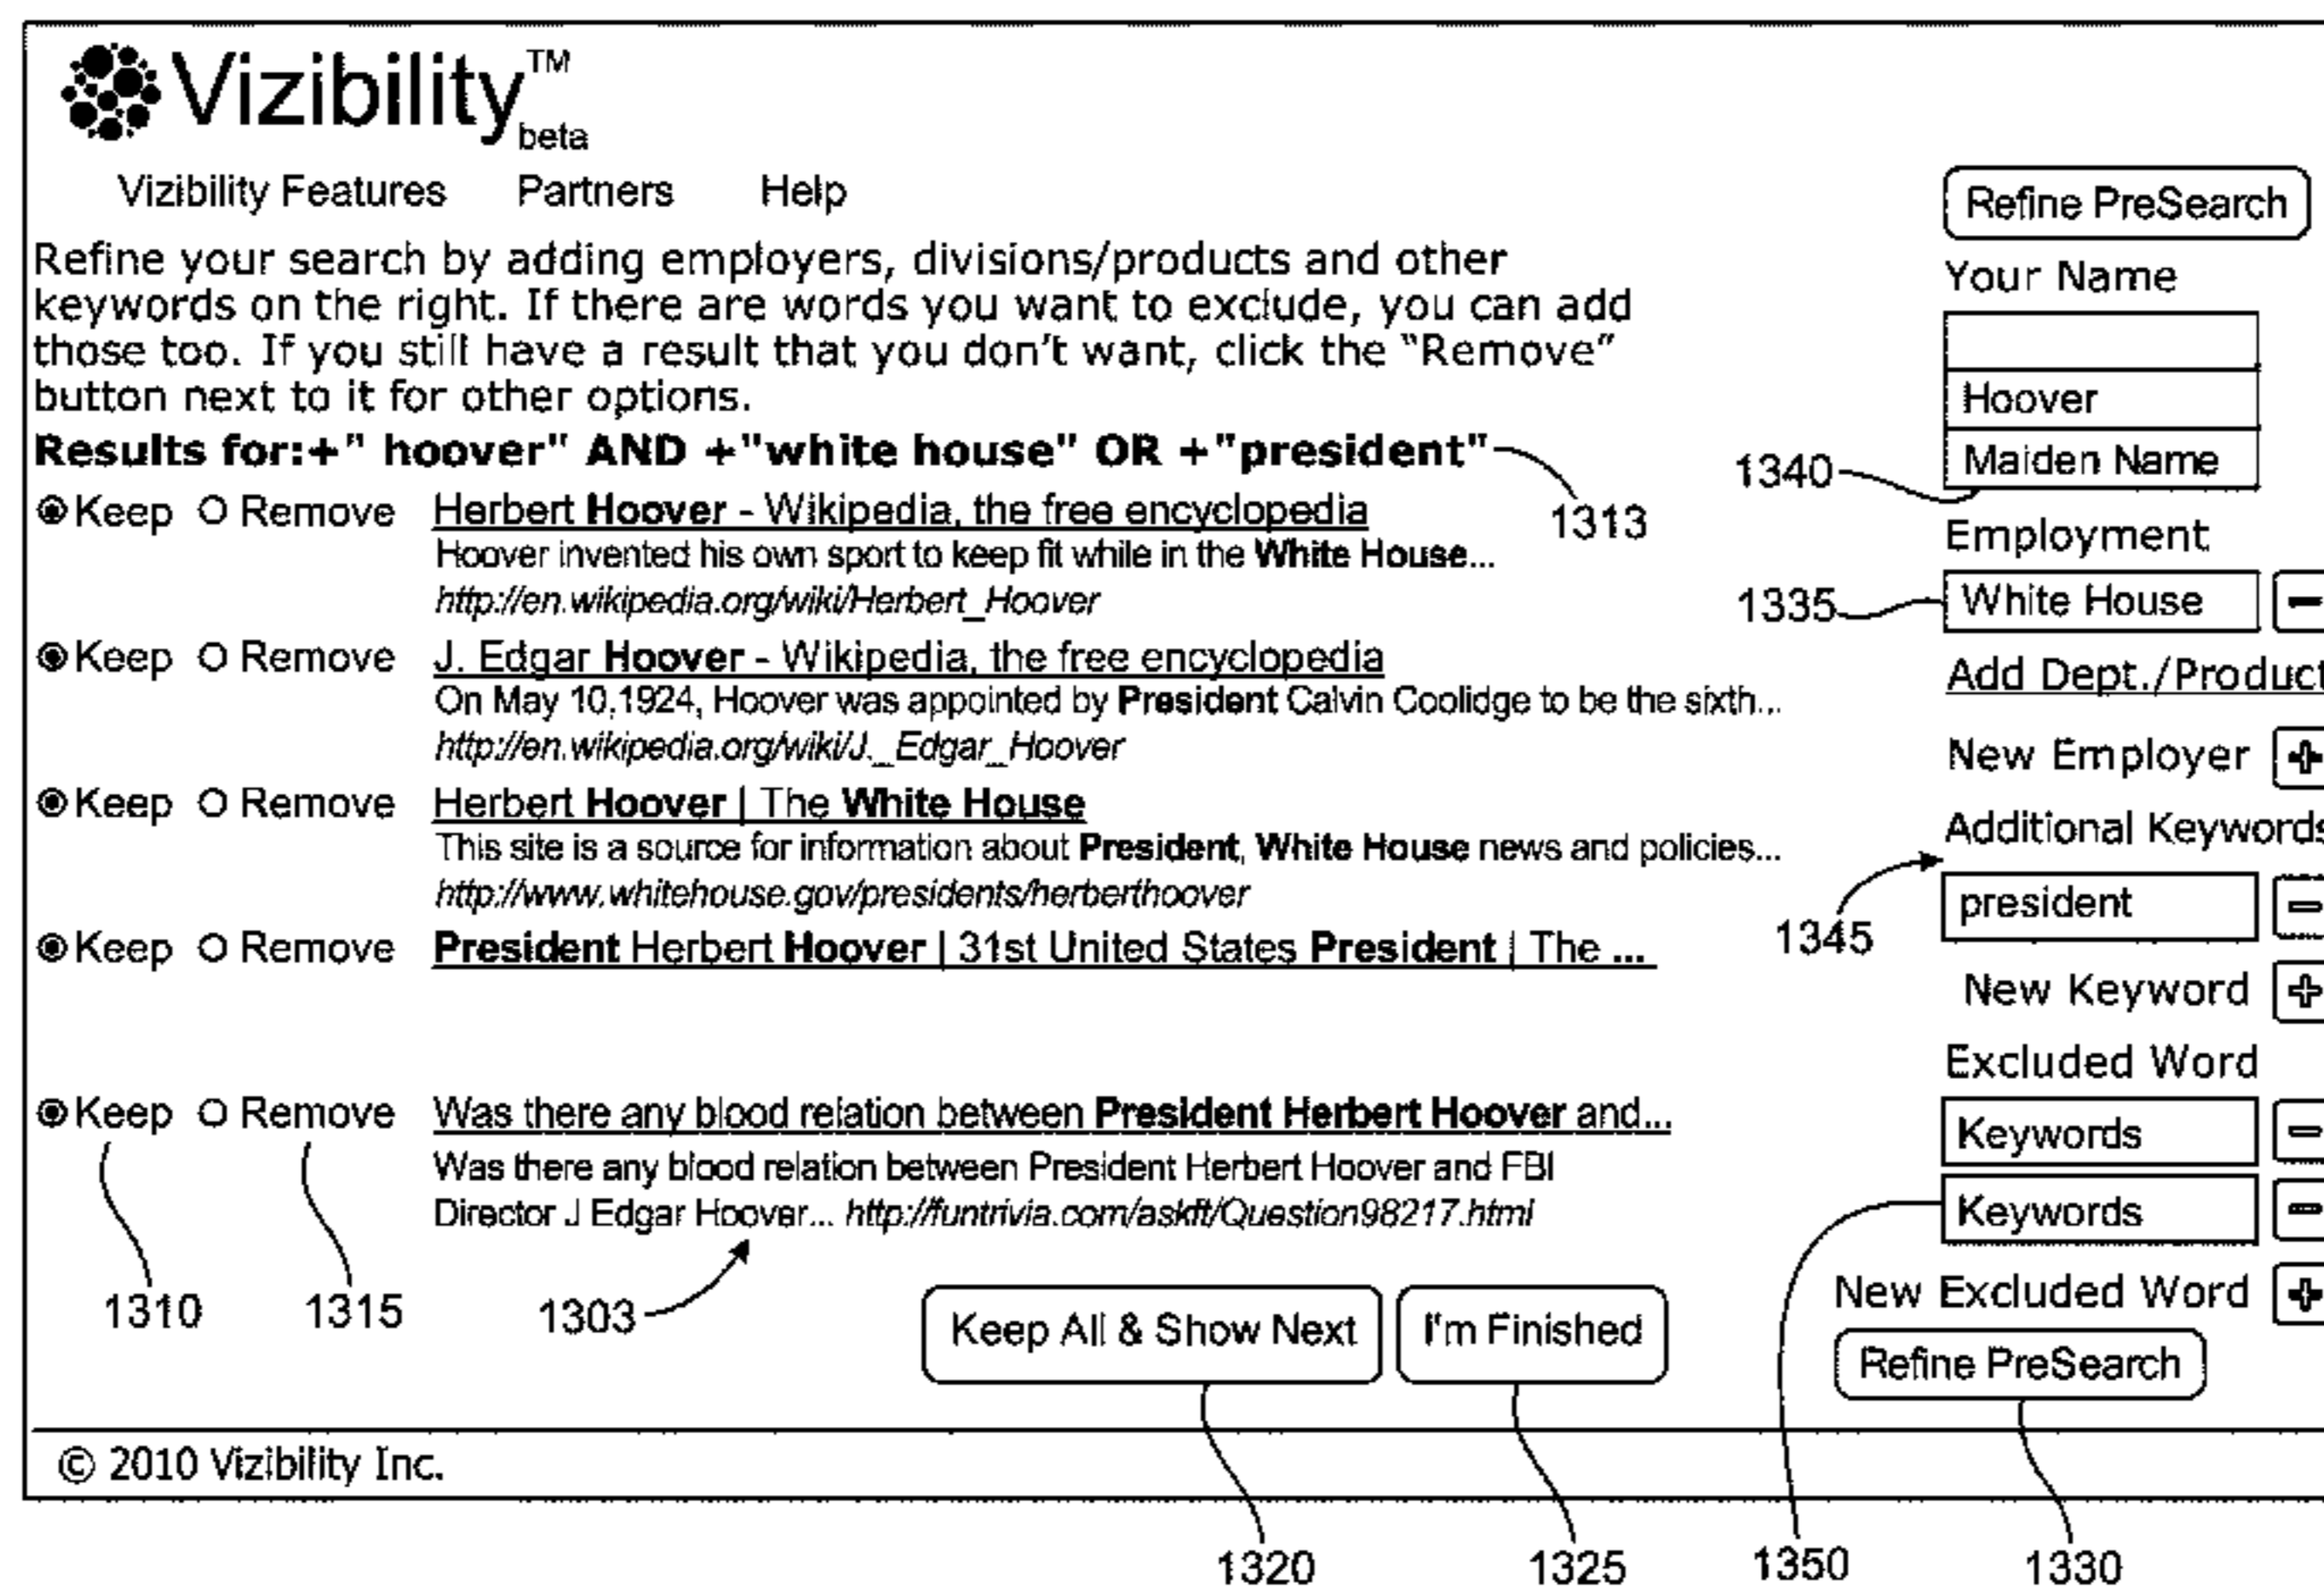 Vizibility™
beta
Vizibility Features Partners Help
Refine your search by adding employers, divisions/products and other
keywords on the right. If there are words you want to exclude, you can add
those too. If you still have a result that you don't want, click the "Remove"
button next to it for other options.
Results for:+" hoover" AND +"white house" OR +"president"
1313
Keep Remove Herbert Hoover - Wikipedia, the free encyclopedia
Hoover invented his own sport to keep fit while in the White House...
http://en.wikipedia.org/wiki/Herbert_Hoover
Keep Remove J. Edgar Hoover - Wikipedia, the free encyclopedia
On May 10,1924, Hoover was appointed by President Calvin Coolidge to be the sixth...
http://en.wikipedia.org/wiki/J._Edgar_Hoover
Keep Remove Herbert Hoover | The White House
This site is a source for information about President, White House news and policies...
http://www.whitehouse.gov/presidents/herberthoover
Keep Remove President Herbert Hoover | 31st United States President | The ...
Keep Remove Was there any blood relation between President Herbert Hoover and...
Was there any blood relation between President Herbert Hoover and FBI
Director J Edgar Hoover... http://funtrivia.com/askft/Question98217.html
1310 1315 1303
Keep All & Show Next I'm Finished
Refine PreSearch
Your Name
Hoover
1340 Maiden Name
Employment
1335 White House -
Add Dept./Product
New Employer +
Additional Keywords
1345 president -
New Keyword +
Excluded Word
Keywords -
Keywords -
New Excluded Word +
Refine PreSearch
© 2010 Vizibility Inc.
1320 1325 1350 1330